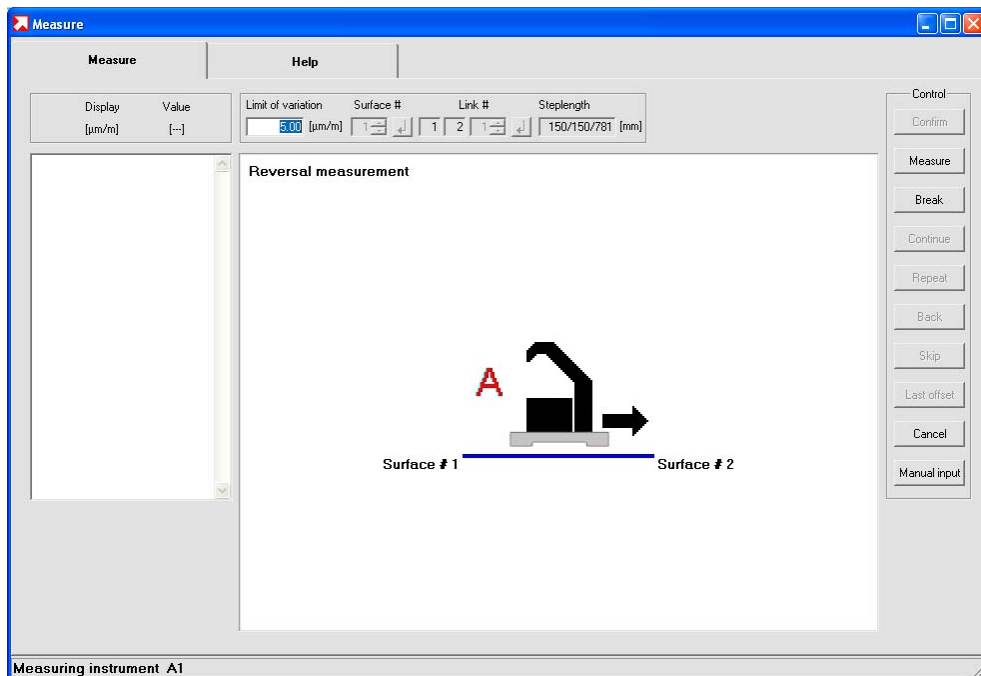 Measure
Measure Help
Display Value
[µm/m] [---]
Limit of variation Surface # Link # Steplength
5.00 [µm/m] 1 1 2 1 150/150/781 [mm]
Control
Confirm
Measure
Break
Continue
Repeat
Back
Skip
Last offset
Cancel
Manual input
Reversal measurement
A
Surface # 1 Surface # 2
Measuring instrument A1